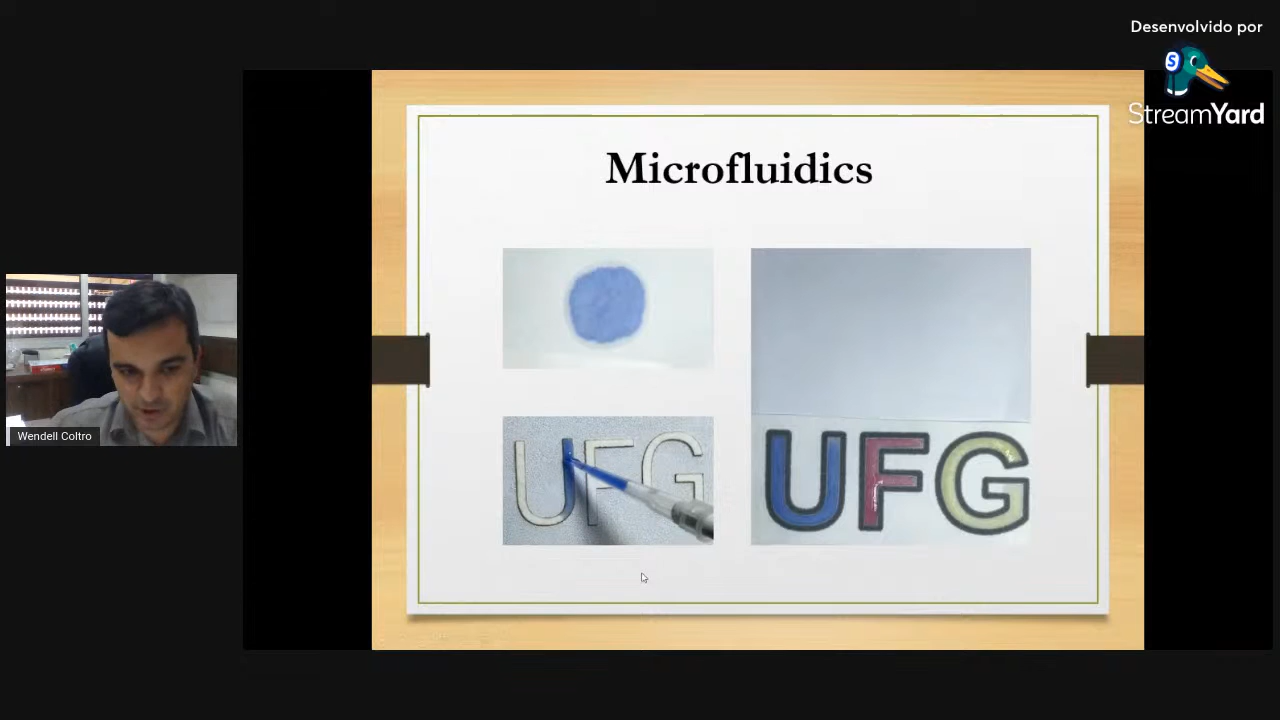 Desenvolvido por
StreamYard
Microfluidics
UFG
UFG
Wendell Coltro